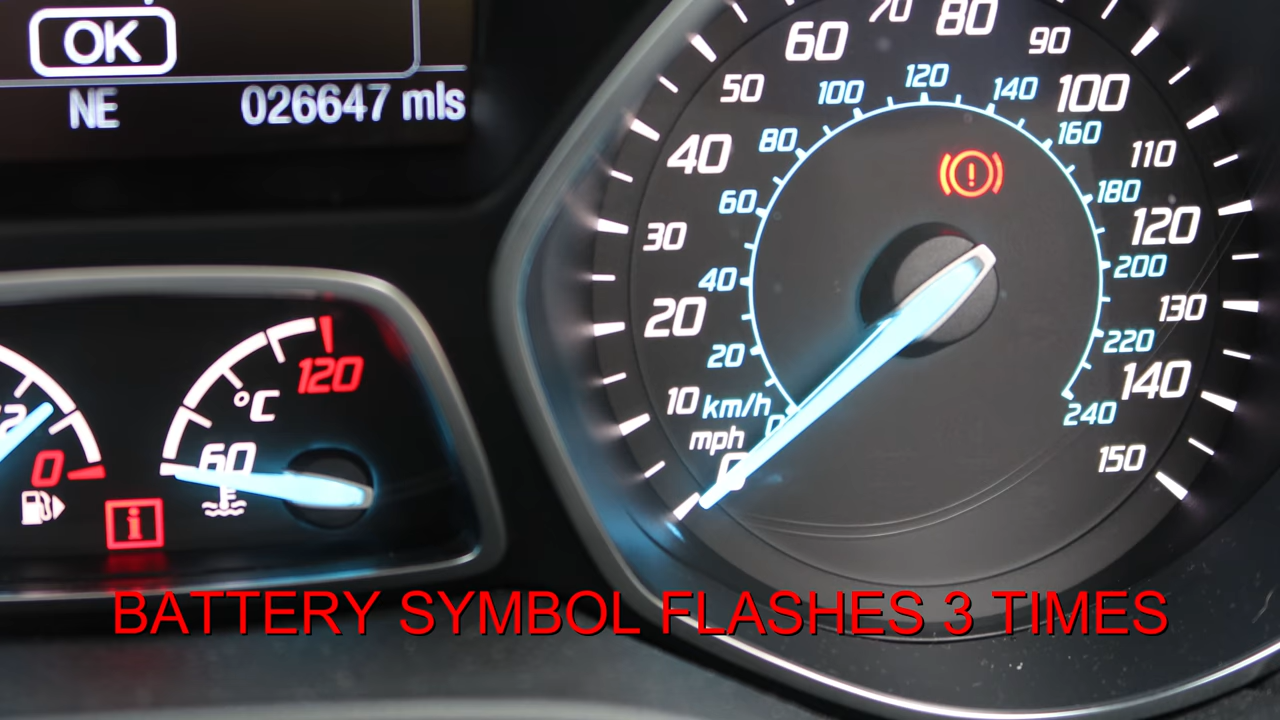 OK
NE 026647 mls
60 70 80 90
50 100 120 140 100
40 80 160 110
60 180 120
30 40 200
20 20 220 130
10 km/h 240 140
mph 0 150
0
120
°C
60
0
i
BATTERY SYMBOL FLASHES 3 TIMES